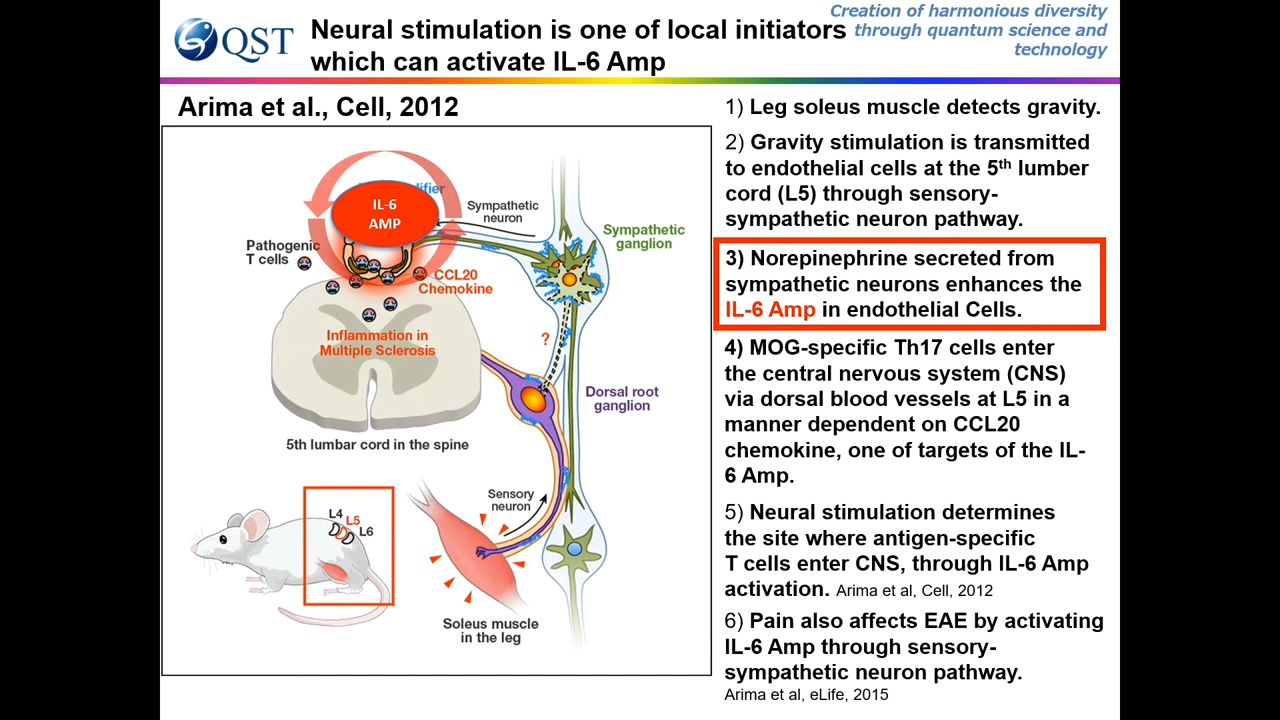 QST
Neural stimulation is one of local initiators
which can activate IL-6 Amp
Creation of harmonious diversity
through quantum science and
technology
Arima et al., Cell, 2012
IL-6
AMP
Sympathetic
neuron
Sympathetic
ganglion
Pathogenic
T cells
CCL20
Chemokine
Inflammation in
Multiple Sclerosis
?
Dorsal root
ganglion
5th lumbar cord in the spine
Sensory
neuron
L4
L5
L6
Soleus muscle
in the leg
1) Leg soleus muscle detects gravity.
2) Gravity stimulation is transmitted
to endothelial cells at the 5th lumber
cord (L5) through sensory-
sympathetic neuron pathway.
3) Norepinephrine secreted from
sympathetic neurons enhances the
IL-6 Amp in endothelial Cells.
4) MOG-specific Th17 cells enter
the central nervous system (CNS)
via dorsal blood vessels at L5 in a
manner dependent on CCL20
chemokine, one of targets of the IL-
6 Amp.
5) Neural stimulation determines
the site where antigen-specific
T cells enter CNS, through IL-6 Amp
activation. Arima et al, Cell, 2012
6) Pain also affects EAE by activating
IL-6 Amp through sensory-
sympathetic neuron pathway.
Arima et al, eLife, 2015